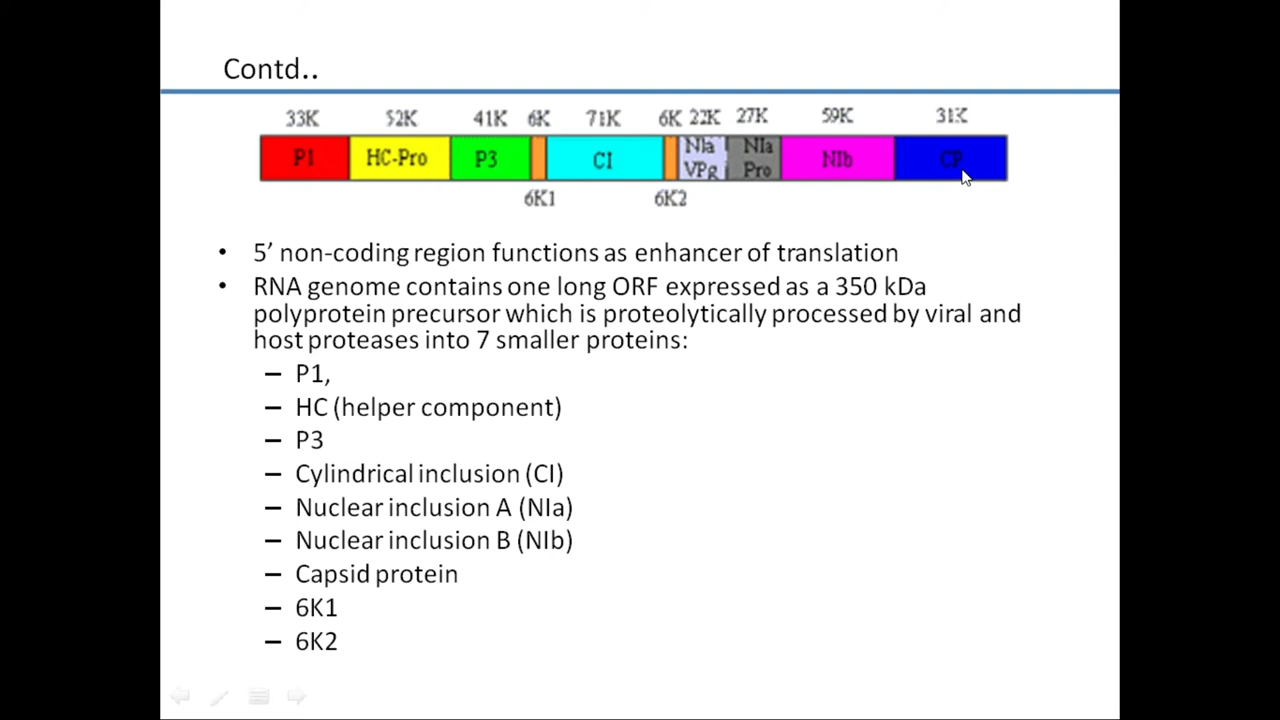 Contd..
33K 52K 41K 6K 71K 6K 22K 27K 59K 31K
P1 HC-Pro P3 CI NIa VPg NIa Pro NIb CP
6K1 6K2
• 5’ non-coding region functions as enhancer of translation
• RNA genome contains one long ORF expressed as a 350 kDa
polyprotein precursor which is proteolytically processed by viral and
host proteases into 7 smaller proteins:
– P1,
– HC (helper component)
– P3
– Cylindrical inclusion (CI)
– Nuclear inclusion A (NIa)
– Nuclear inclusion B (NIb)
– Capsid protein
– 6K1
– 6K2